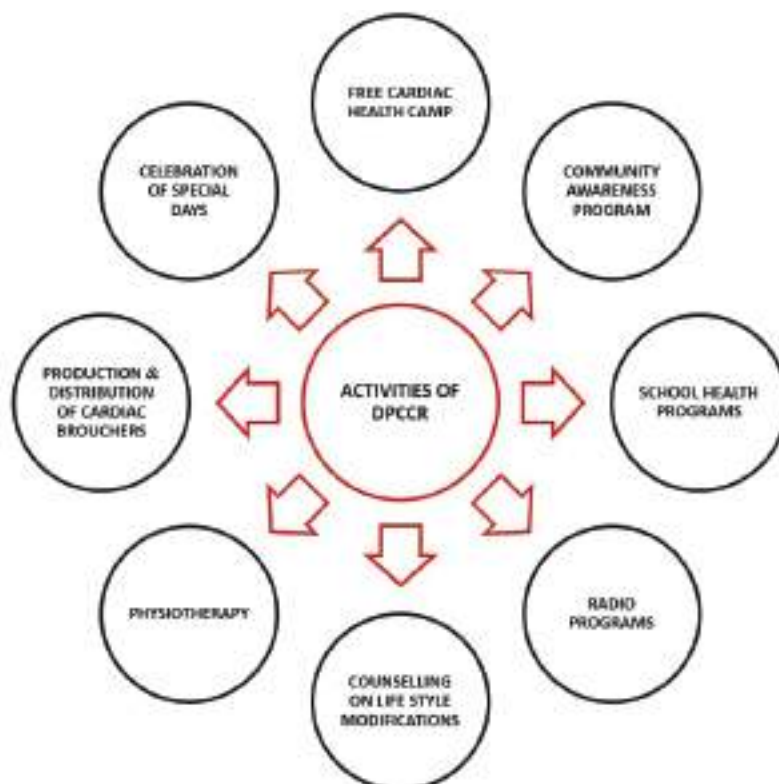 FREE CARDIAC
HEALTH CAMP
COMMUNITY
AWARENESS
PROGRAM
SCHOOL HEALTH
PROGRAMS
RADIO
PROGRAMS
COUNSELLING
ON LIFE STYLE
MODIFICATIONS
PHYSIOTHERAPY
PRODUCTION &
DISTRIBUTION
OF CARDIAC
BROUCHERS
CELEBRATION
OF SPECIAL
DAYS
ACTIVITIES OF
DPCCR